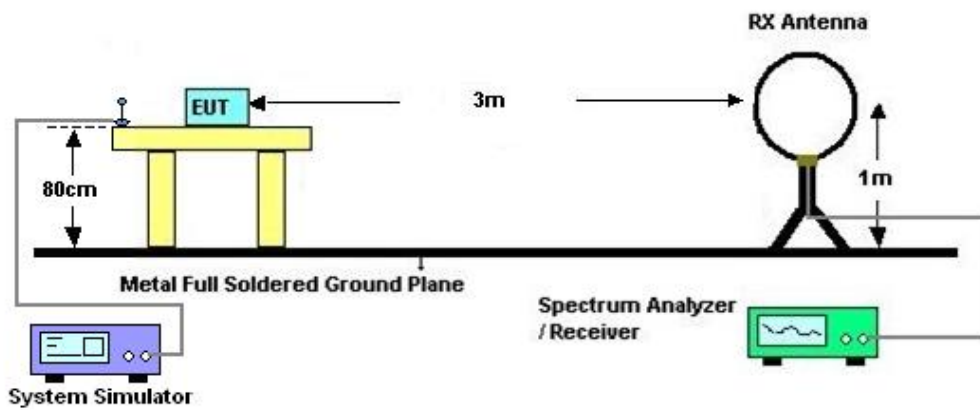 RX Antenna
EUT
3m
80cm
1m
Metal Full Soldered Ground Plane
Spectrum Analyzer
/ Receiver
System Simulator